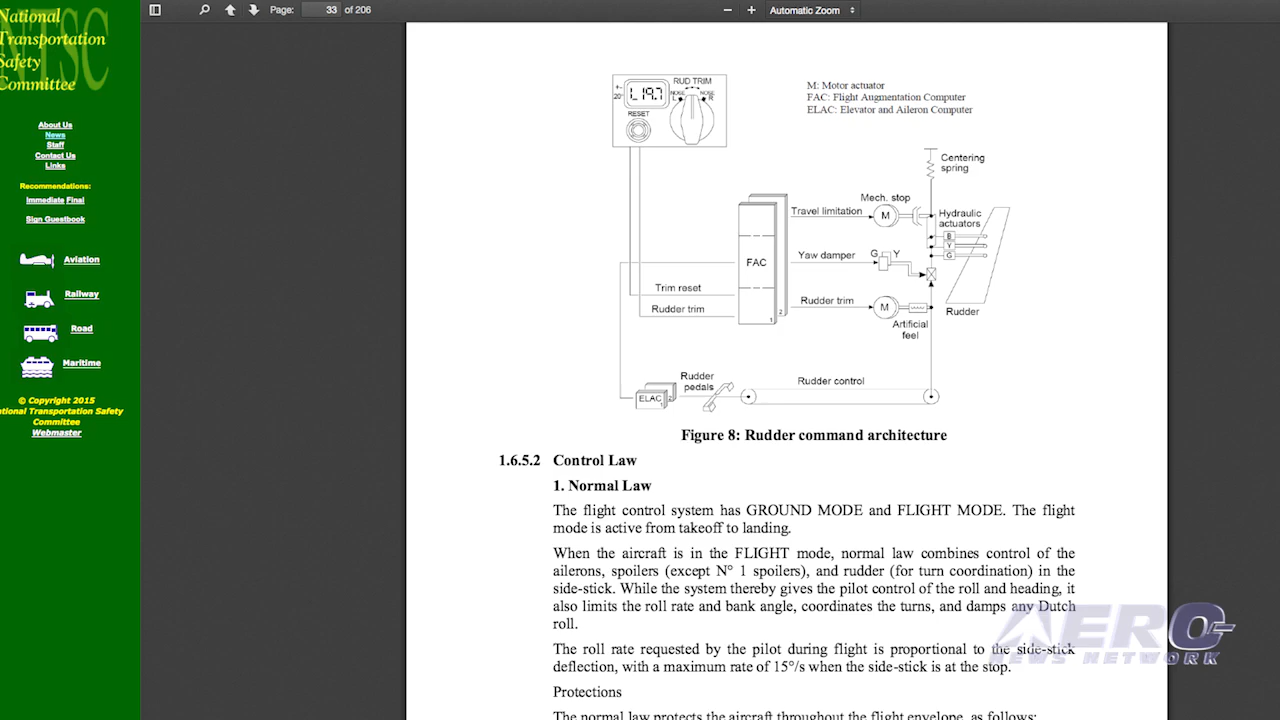 National
Transportation
Safety
Committee
About Us
News
Staff
Contact Us
Links
Recommendations:
Immediate Final
Sign Guestbook
Aviation
Railway
Road
Maritime
© Copyright 2015
National Transportation Safety
Committee
Webmaster
Page: 33 of 206
Automatic Zoom
RUD TRIM
+
20°
L19.7
NOSE NOSE
L R
RESET
M: Motor actuator
FAC: Flight Augmentation Computer
ELAC: Elevator and Aileron Computer
Centering
spring
Mech. stop
Travel limitation
M
Hydraulic
actuators
B
Y
G
FAC
Yaw damper
G Y
Trim reset
Rudder trim
Rudder trim
M
Rudder
1
2
Artificial
feel
Rudder
pedals
Rudder control
ELAC
1
2
Figure 8: Rudder command architecture
1.6.5.2 Control Law
1. Normal Law
The flight control system has GROUND MODE and FLIGHT MODE. The flight
mode is active from takeoff to landing.
When the aircraft is in the FLIGHT mode, normal law combines control of the
ailerons, spoilers (except N° 1 spoilers), and rudder (for turn coordination) in the
side-stick. While the system thereby gives the pilot control of the roll and heading, it
also limits the roll rate and bank angle, coordinates the turns, and damps any Dutch
roll.
The roll rate requested by the pilot during flight is proportional to the side-stick
deflection, with a maximum rate of 15°/s when the side-stick is at the stop.
Protections
The normal law protects the aircraft throughout the flight envelope, as follows:
AERO-
NEWS NETWORK